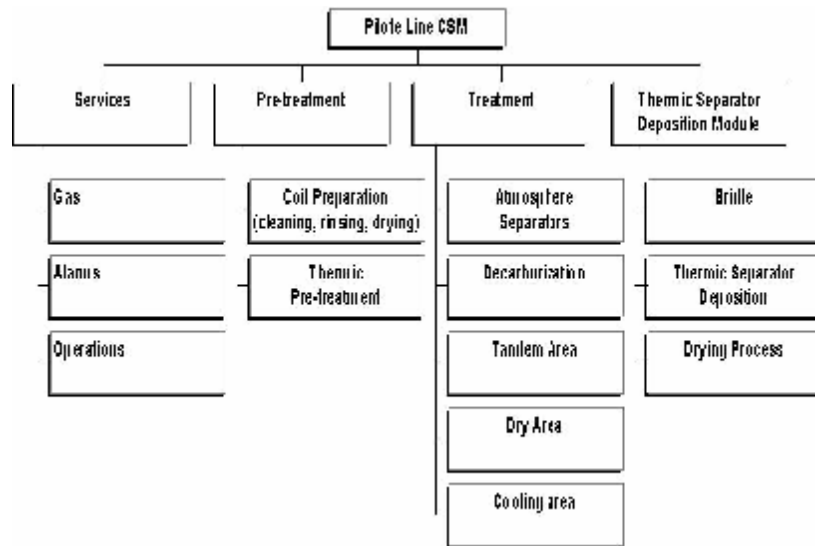 Pilote Line CSM
Services
Pre-treatment
Treatment
Thermic Separator
Deposition Module
Gas
Coil Preparation
(cleaning, rinsing, drying)
Atmosphere
Separators
Bridle
Alarms
Thermic
Pre-treatment
Decarburization
Thermic Separator
Deposition
Operations
Tandem Area
Drying Process
Dry Area
Cooling area